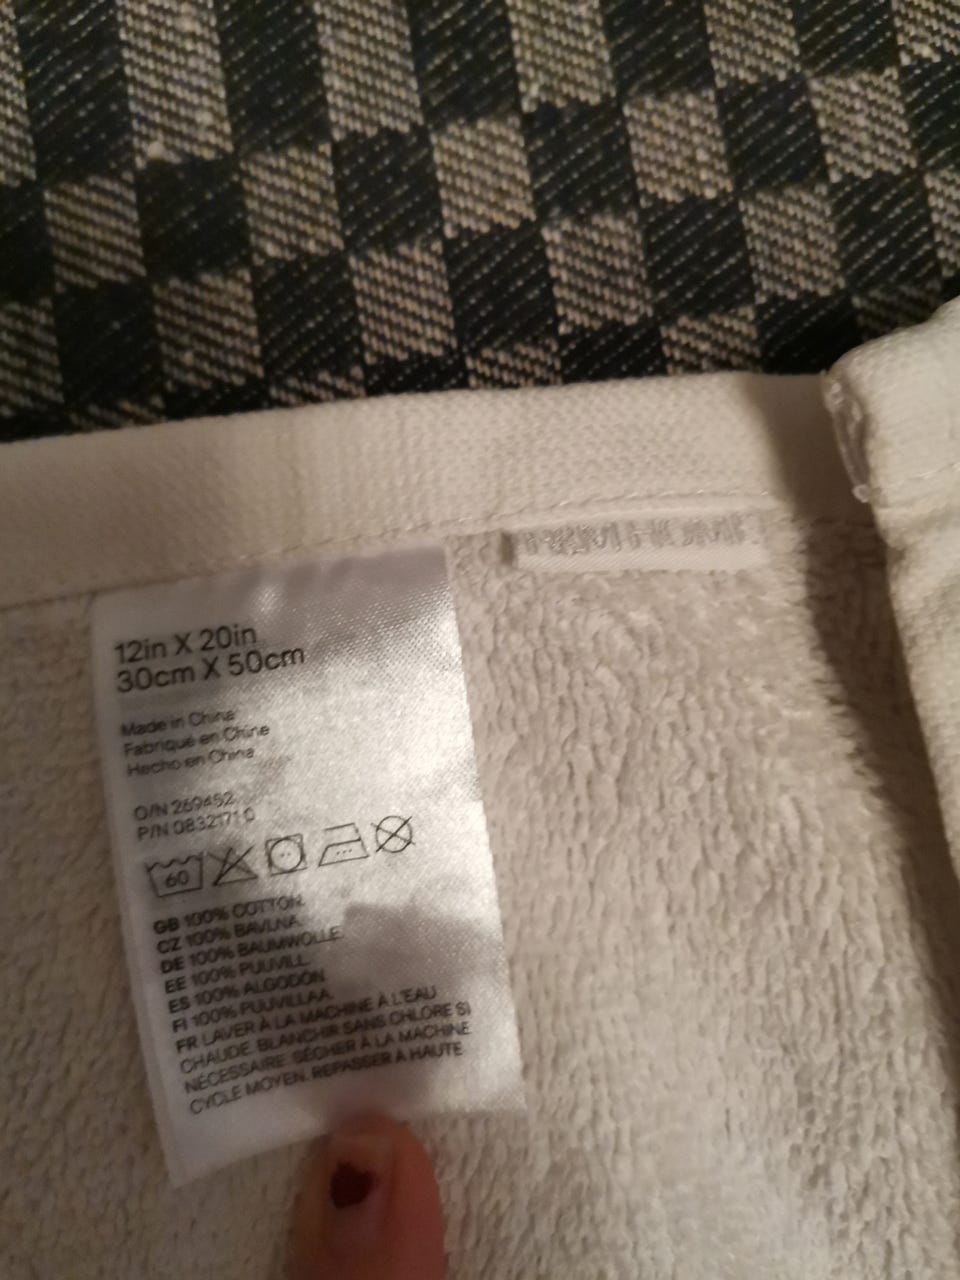 12in X 20in
30cm X 50cm
Made in China
Fabriqué en Chine
Hecho en China
O/N 269452
P/N 0832171 C
60
GB 100% COTTON.
CZ 100% BAVLNA.
DE 100% BAUMWOLLE.
EE 100% PUUVILL.
ES 100% ALGODÓN.
FI 100% PUUVILLAA.
FR LAVER À LA MACHINE À L'EAU
CHAUDE. BLANCHIR SANS CHLORE SI
NÉCESSAIRE. SÉCHER À LA MACHINE
CYCLE MOYEN. REPASSER À HAUTE